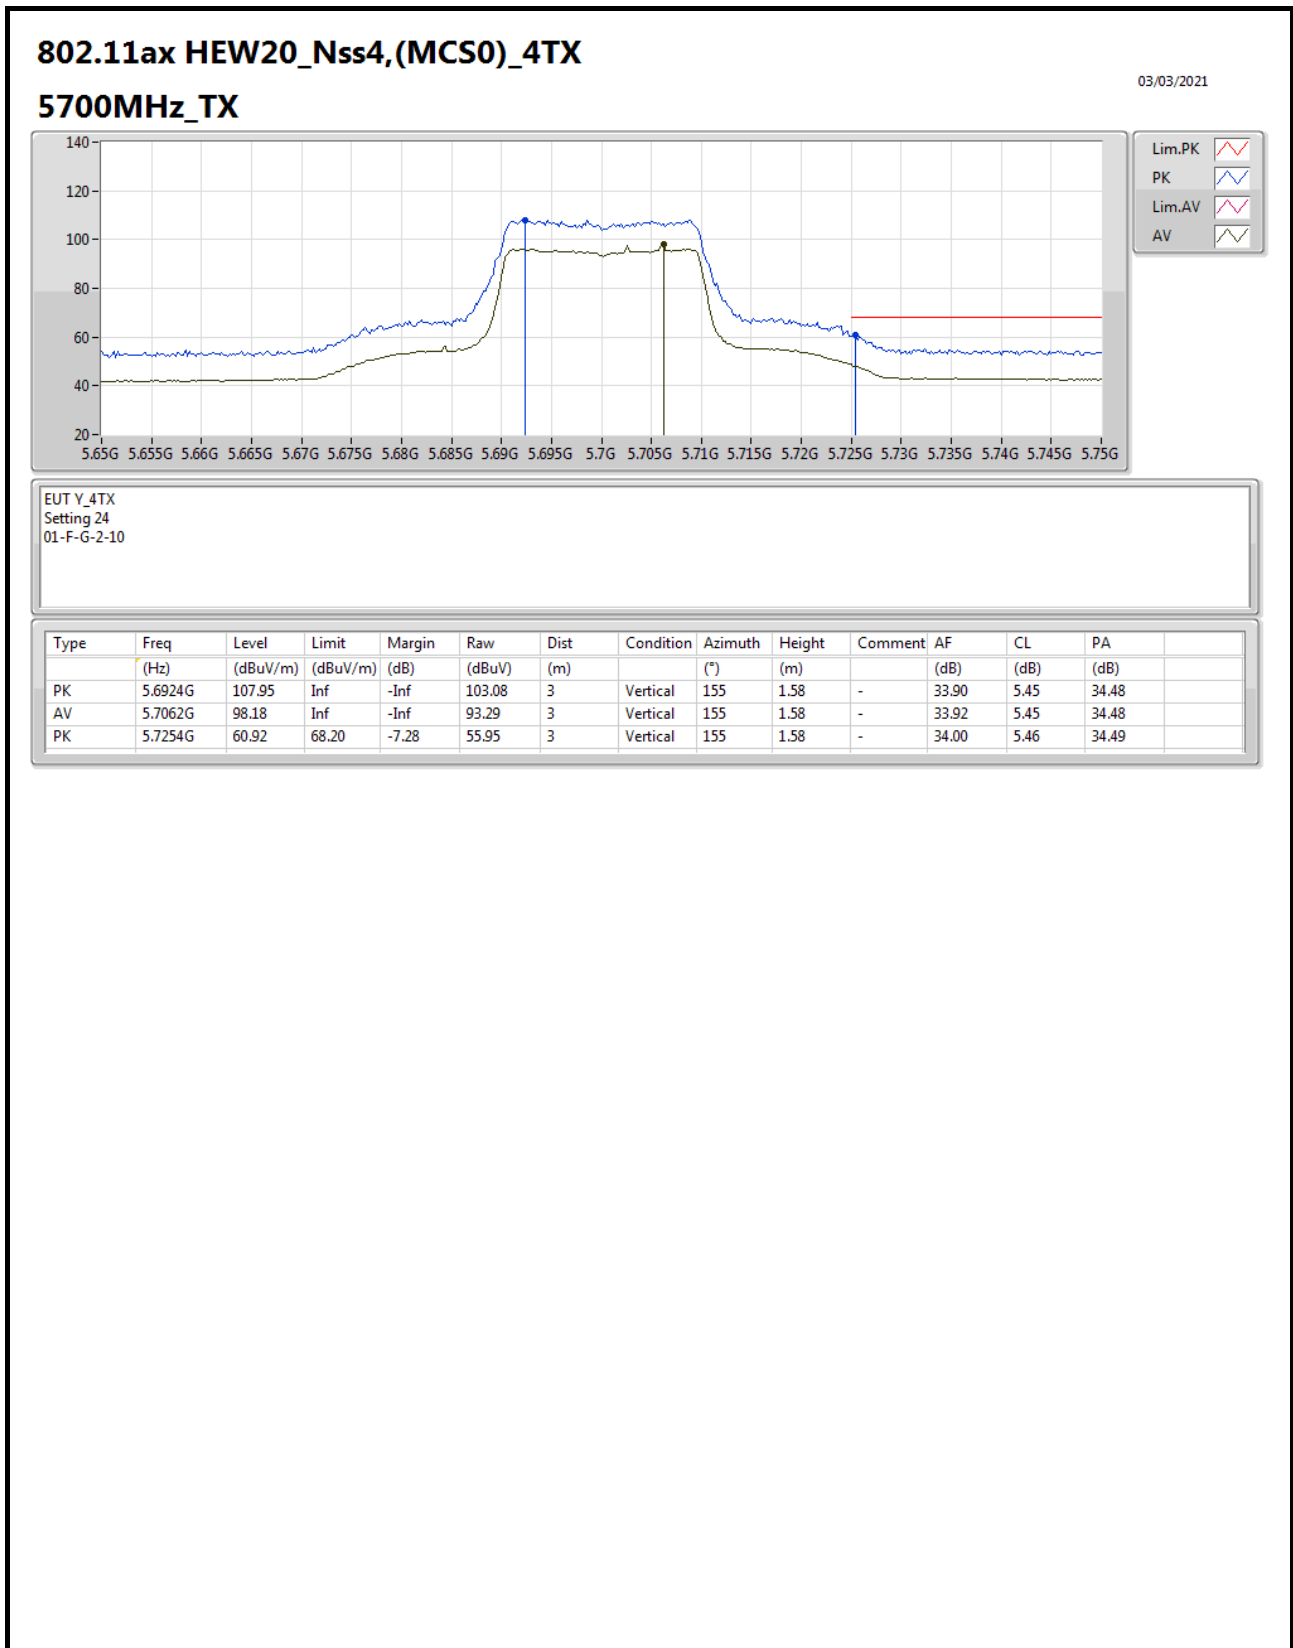 802.11ax HEW20_Nss4,(MCS0)_4TX
03/03/2021
5700MHz_TX
140
120
100
80
60
40
20
5.65G 5.655G 5.66G 5.665G 5.67G 5.675G 5.68G 5.685G 5.69G 5.695G 5.7G 5.705G 5.71G 5.715G 5.72G 5.725G 5.73G 5.735G 5.74G 5.745G 5.75G
Lim.PK
PK
Lim.AV
AV
EUT Y_4TX
Setting 24
01-F-G-2-10
Type Freq Level Limit Margin Raw Dist Condition Azimuth Height Comment AF CL PA
(Hz) (dBuV/m) (dBuV/m) (dB) (dBuV) (m) (°) (m) (dB) (dB) (dB)
PK 5.6924G 107.95 Inf -Inf 103.08 3 Vertical 155 1.58 - 33.90 5.45 34.48
AV 5.7062G 98.18 Inf -Inf 93.29 3 Vertical 155 1.58 - 33.92 5.45 34.48
PK 5.7254G 60.92 68.20 -7.28 55.95 3 Vertical 155 1.58 - 34.00 5.46 34.49